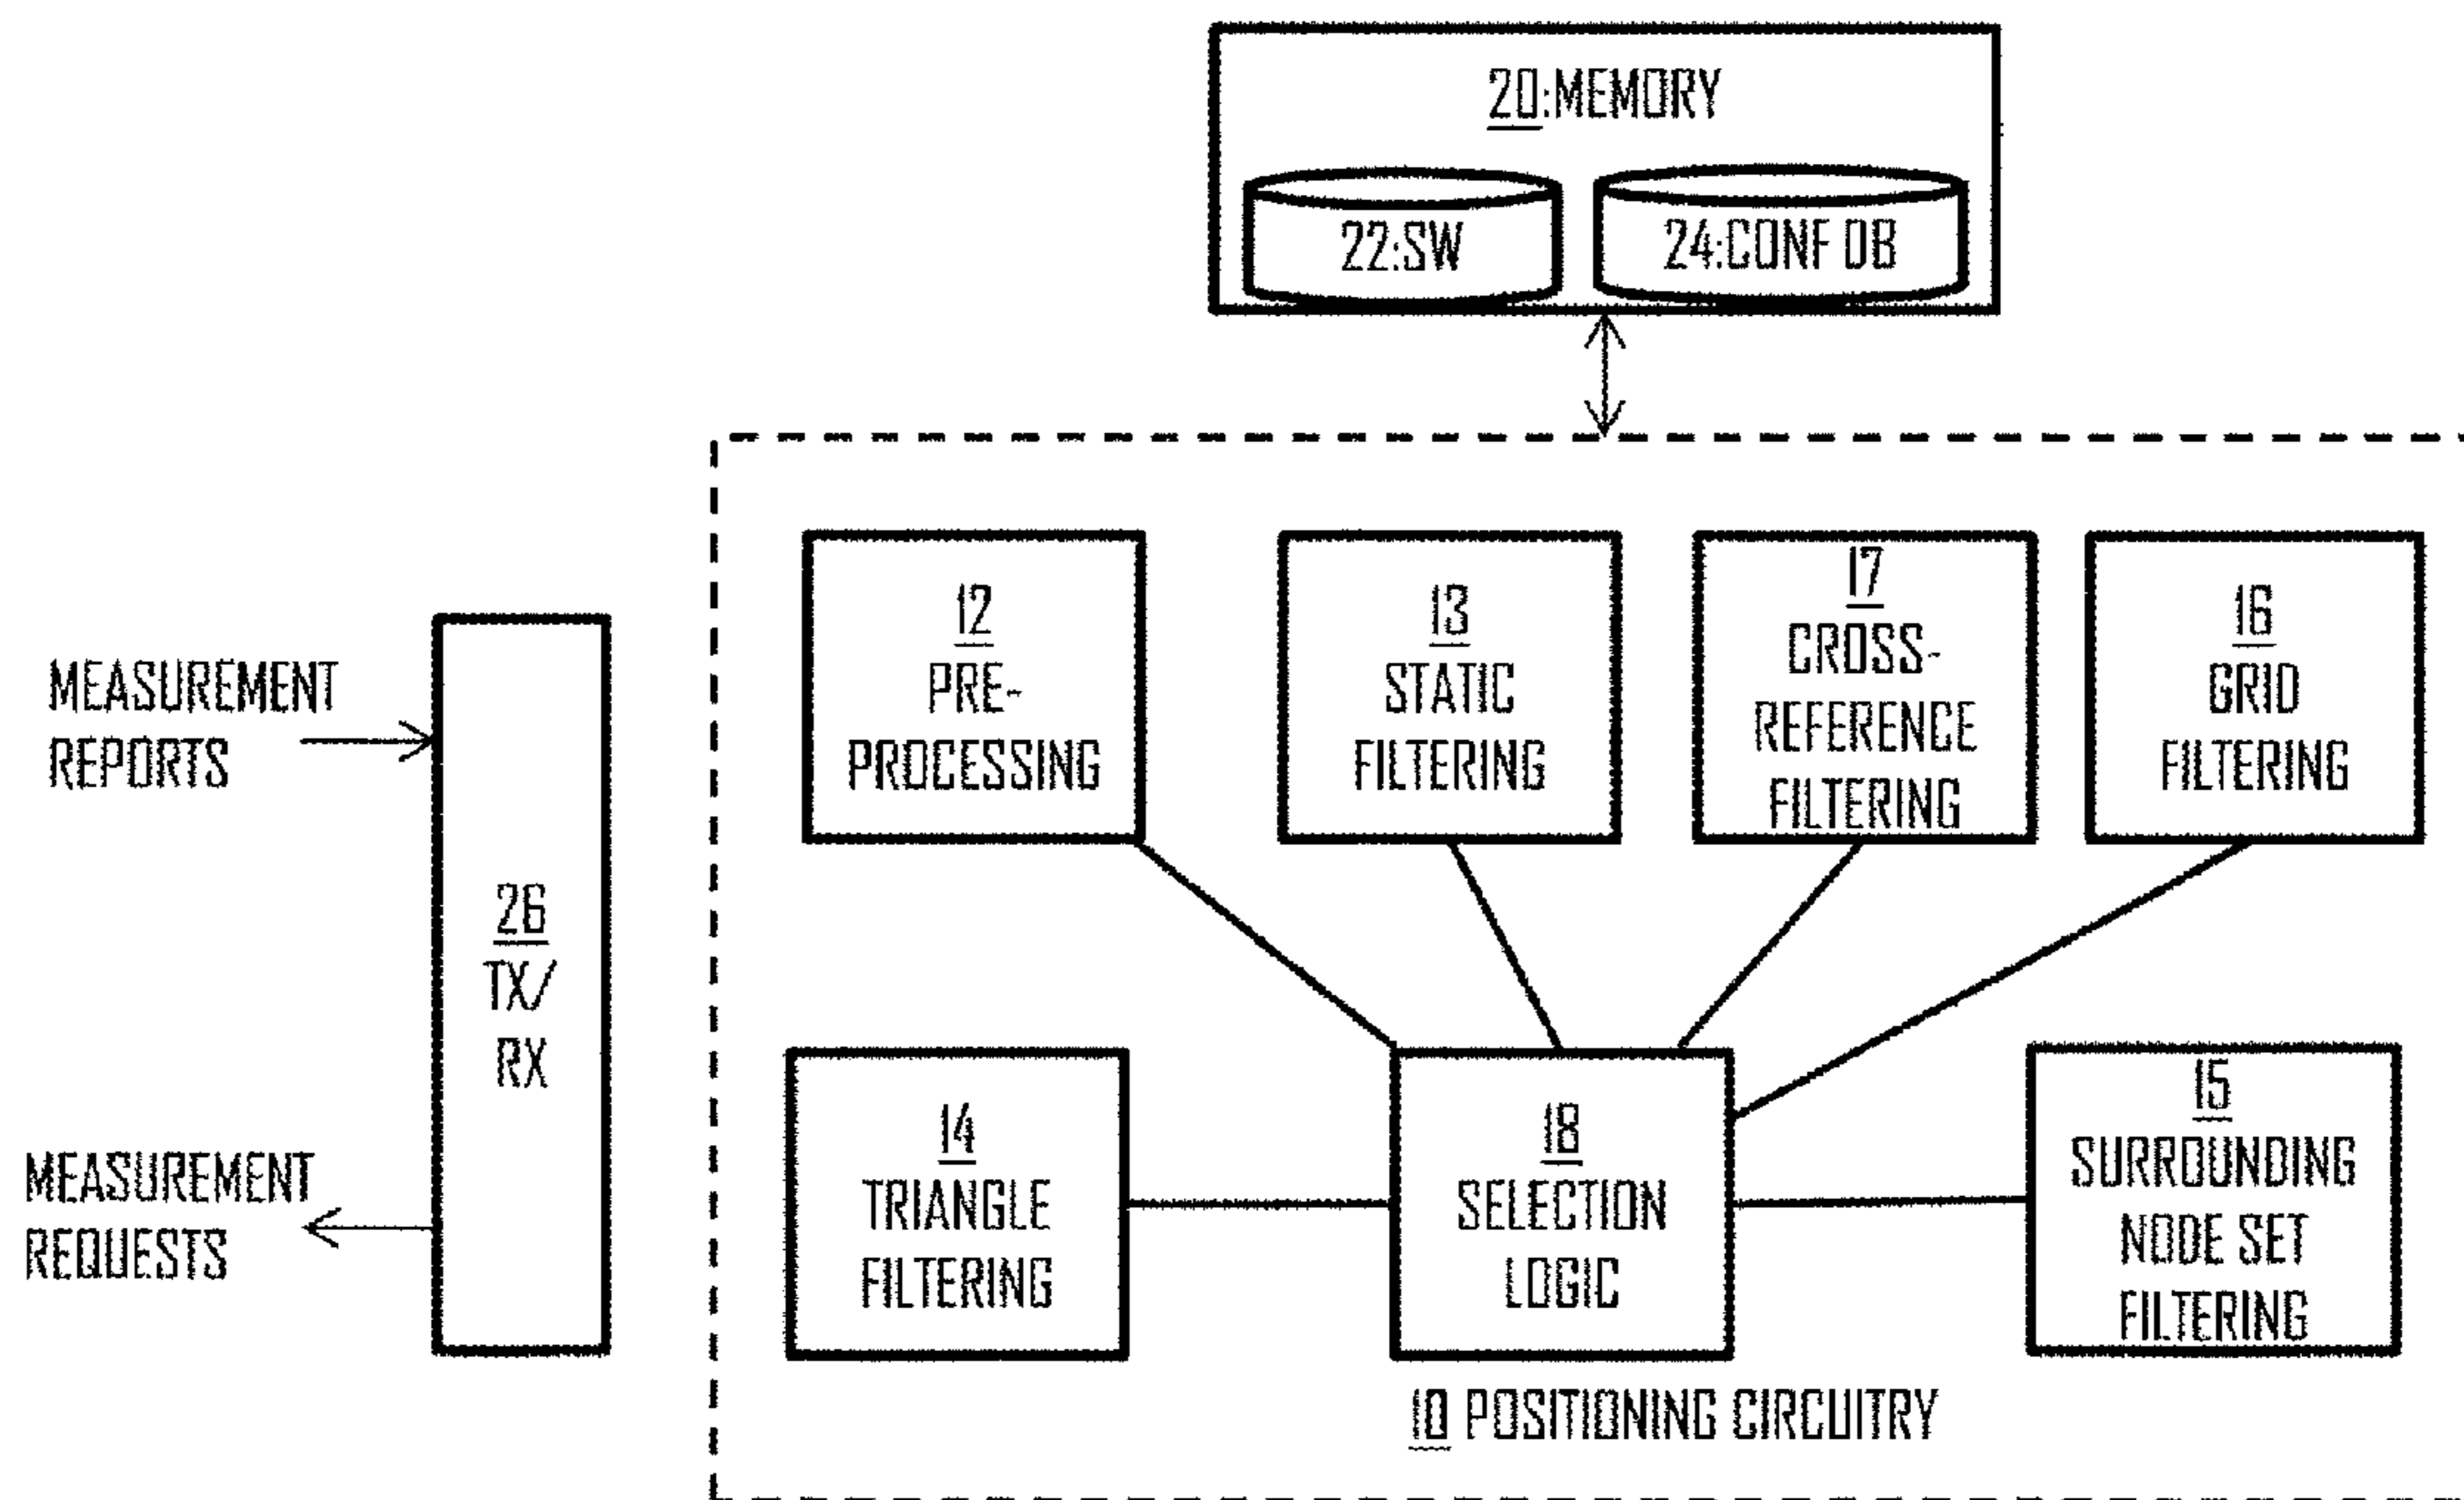 20:MEMORY
22:SW
24:CONF DB
MEASUREMENT
REPORTS
26
TX/
RX
MEASUREMENT
REQUESTS
12
PRE-
PROCESSING
13
STATIC
FILTERING
17
CROSS-
REFERENCE
FILTERING
16
GRID
FILTERING
14
TRIANGLE
FILTERING
18
SELECTION
LOGIC
15
SURROUNDING
NODE SET
FILTERING
10 POSITIONING CIRCUITRY